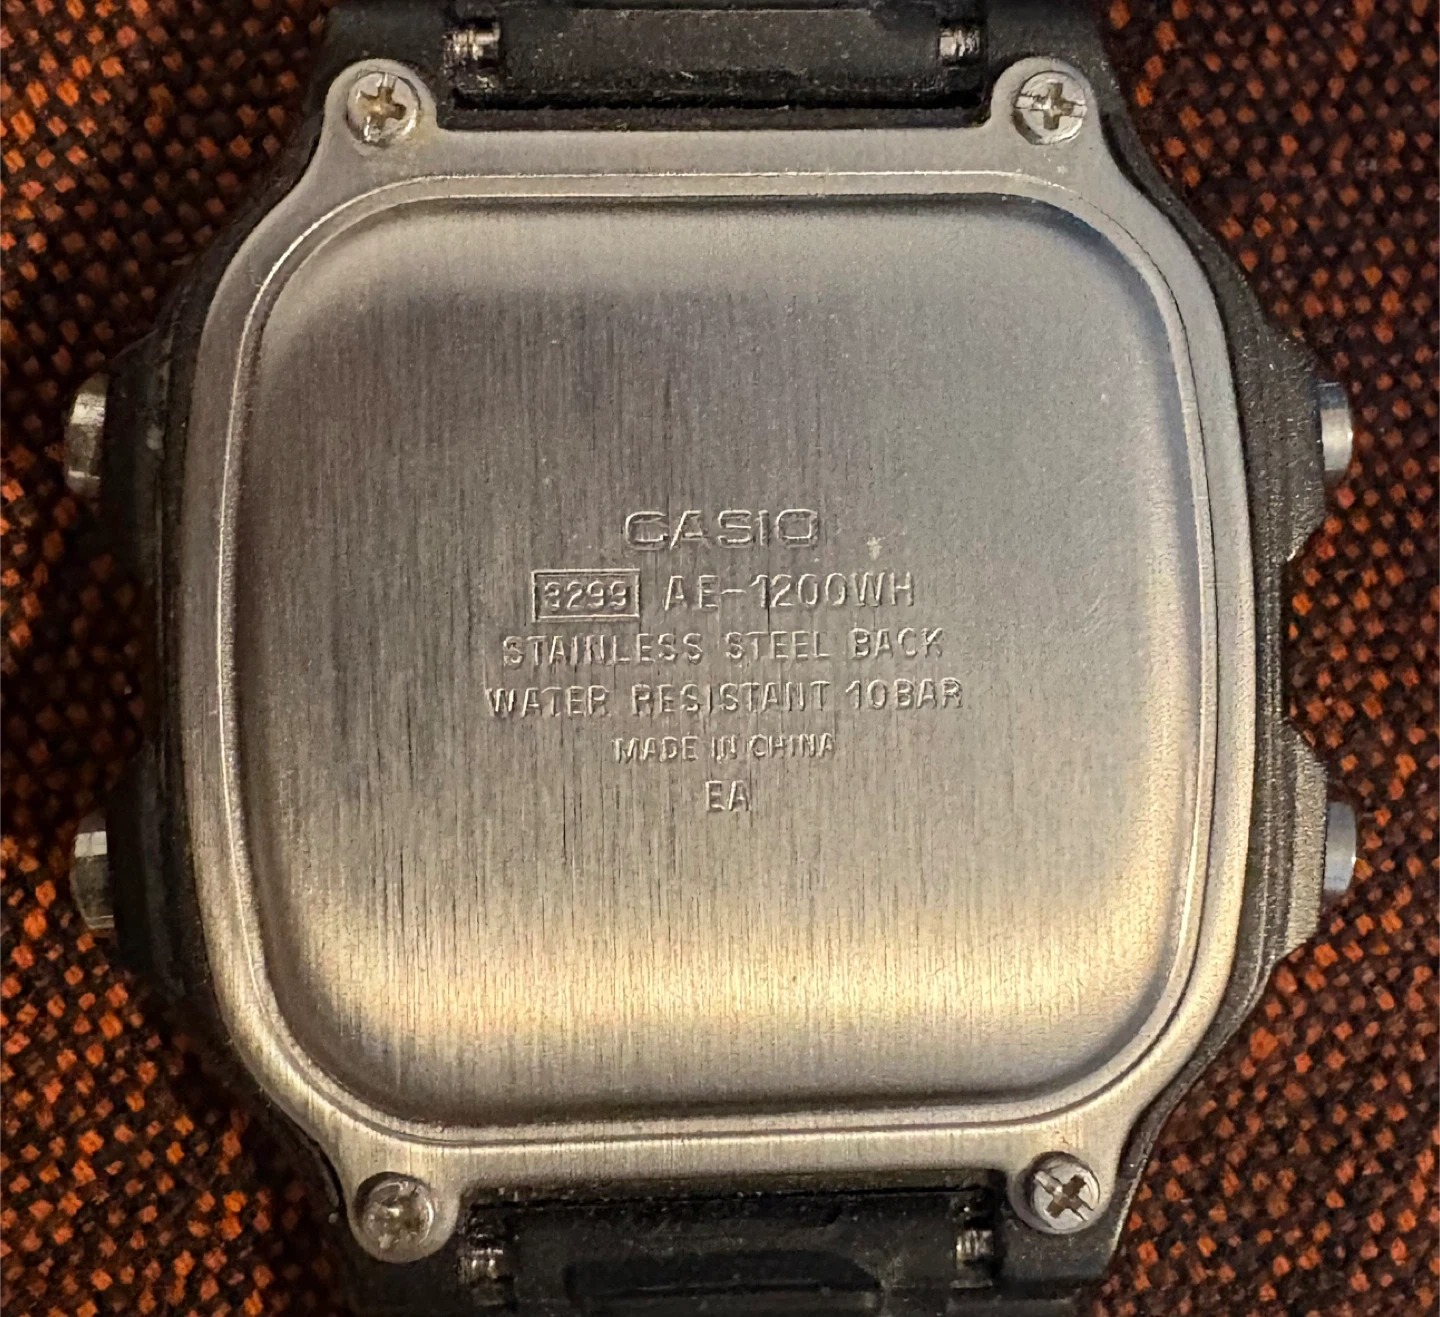 CASIO
3299 AE-1200WH
STAINLESS STEEL BACK
WATER RESISTANT 10BAR
MADE IN CHINA
EA